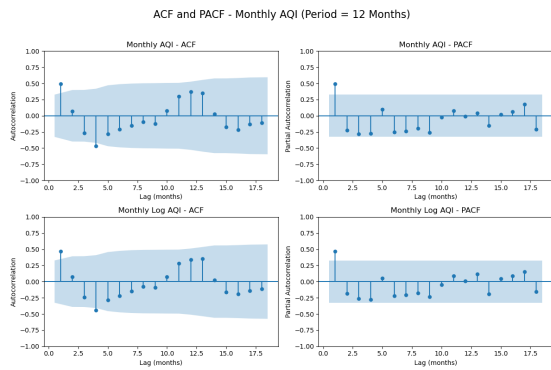 ACF and PACF - Monthly AQI (Period = 12 Months)
Monthly AQI - ACF
Monthly AQI - PACF
1.00
0.75
0.50
0.25
0.00
−0.25
−0.50
−0.75
−1.00
Autocorrelation
0.0 2.5 5.0 7.5 10.0 12.5 15.0 17.5
Lag (months)
1.00
0.75
0.50
0.25
0.00
−0.25
−0.50
−0.75
−1.00
Partial Autocorrelation
0.0 2.5 5.0 7.5 10.0 12.5 15.0 17.5
Lag (months)
Monthly Log AQI - ACF
Monthly Log AQI - PACF
1.00
0.75
0.50
0.25
0.00
−0.25
−0.50
−0.75
−1.00
Autocorrelation
0.0 2.5 5.0 7.5 10.0 12.5 15.0 17.5
Lag (months)
1.00
0.75
0.50
0.25
0.00
−0.25
−0.50
−0.75
−1.00
Partial Autocorrelation
0.0 2.5 5.0 7.5 10.0 12.5 15.0 17.5
Lag (months)